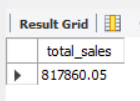 Result Grid
total_sales
817860.05